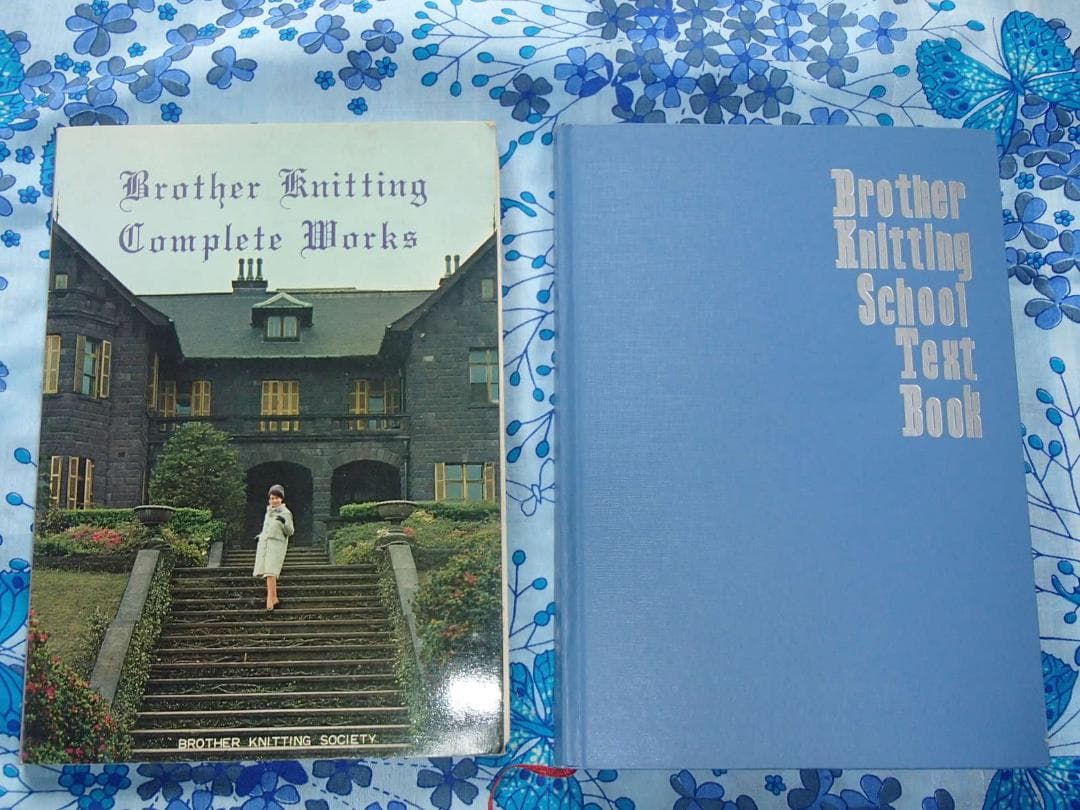 Brother Knitting
Complete Works
BROTHER KNITTING SOCIETY
Brother
Knitting
School
Text
Book